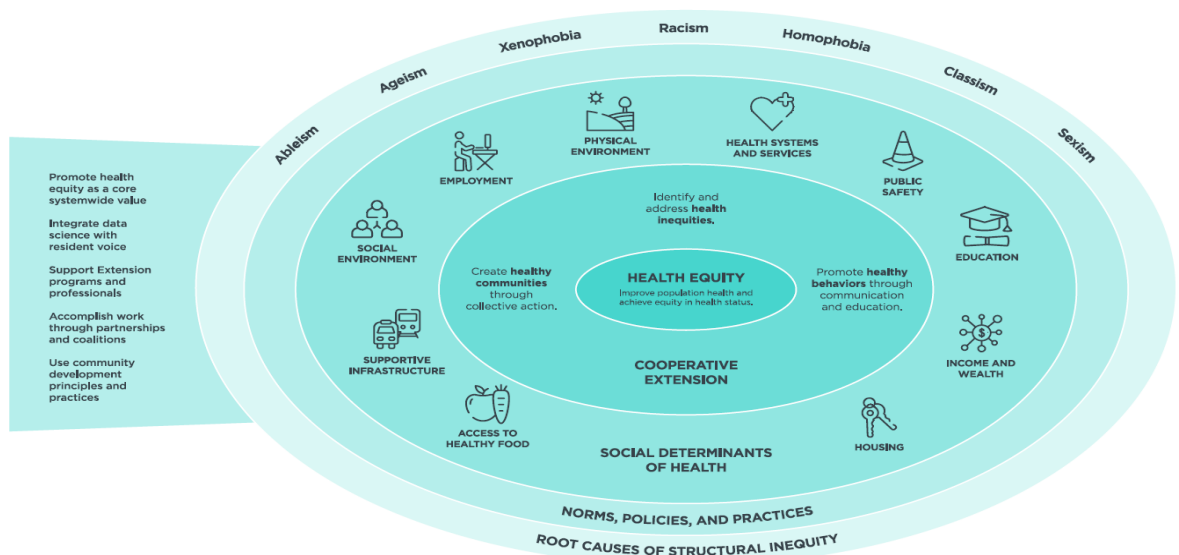 Ableism
Ageism
Xenophobia
Racism
Homophobia
Classism
Sexism
Promote health
equity as a core
systemwide value
Integrate data
science with
resident voice
Support Extension
programs and
professionals
Accomplish work
through partnerships
and coalitions
Use community
development
principles and
practices
SOCIAL
ENVIRONMENT
EMPLOYMENT
PHYSICAL
ENVIRONMENT
HEALTH SYSTEMS
AND SERVICES
PUBLIC
SAFETY
EDUCATION
INCOME AND
WEALTH
HOUSING
ACCESS TO
HEALTHY FOOD
SUPPORTIVE
INFRASTRUCTURE
$
Identify and
address health
inequities.
Create healthy
communities
through
collective action.
HEALTH EQUITY
Improve population health and
achieve equity in health status.
Promote healthy
behaviors through
communication
and education.
COOPERATIVE
EXTENSION
SOCIAL DETERMINANTS
OF HEALTH
NORMS, POLICIES, AND PRACTICES
ROOT CAUSES OF STRUCTURAL INEQUITY